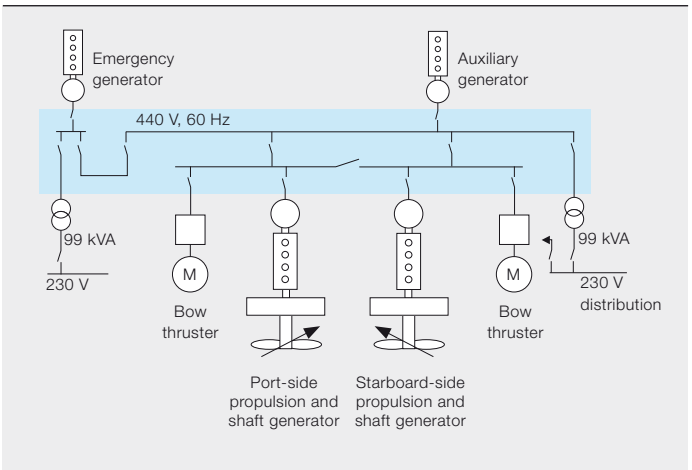 Emergency
generator
Auxiliary
generator
440 V, 60 Hz
99 kVA
230 V
M
Bow
thruster
M
Bow
thruster
99 kVA
230 V
distribution
Port-side
propulsion and
shaft generator
Starboard-side
propulsion and
shaft generator